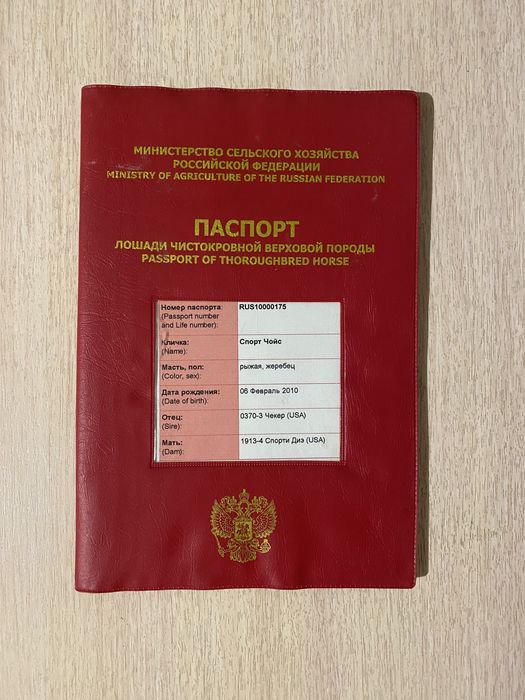 МИНИСТЕРСТВО СЕЛЬСКОГО ХОЗЯЙСТВА
РОССИЙСКОЙ ФЕДЕРАЦИИ
MINISTRY OF AGRICULTURE OF THE RUSSIAN FEDERATION
ПАСПОРТ
ЛОШАДИ ЧИСТОКРОВНОЙ ВЕРХОВОЙ ПОРОДЫ
PASSPORT OF THOROUGHBRED HORSE
Номер паспорта: RUS10000175
(Passport number
and Life number):
Кличка: Спорт Чойс
(Name):
Масть, пол: рыжая, жеребец
(Color, sex):
Дата рождения: 06 Февраль 2010
(Date of birth):
Отец: 0370-3 Чекер (USA)
(Sire):
Мать: 1913-4 Спорти Диэ (USA)
(Dam):